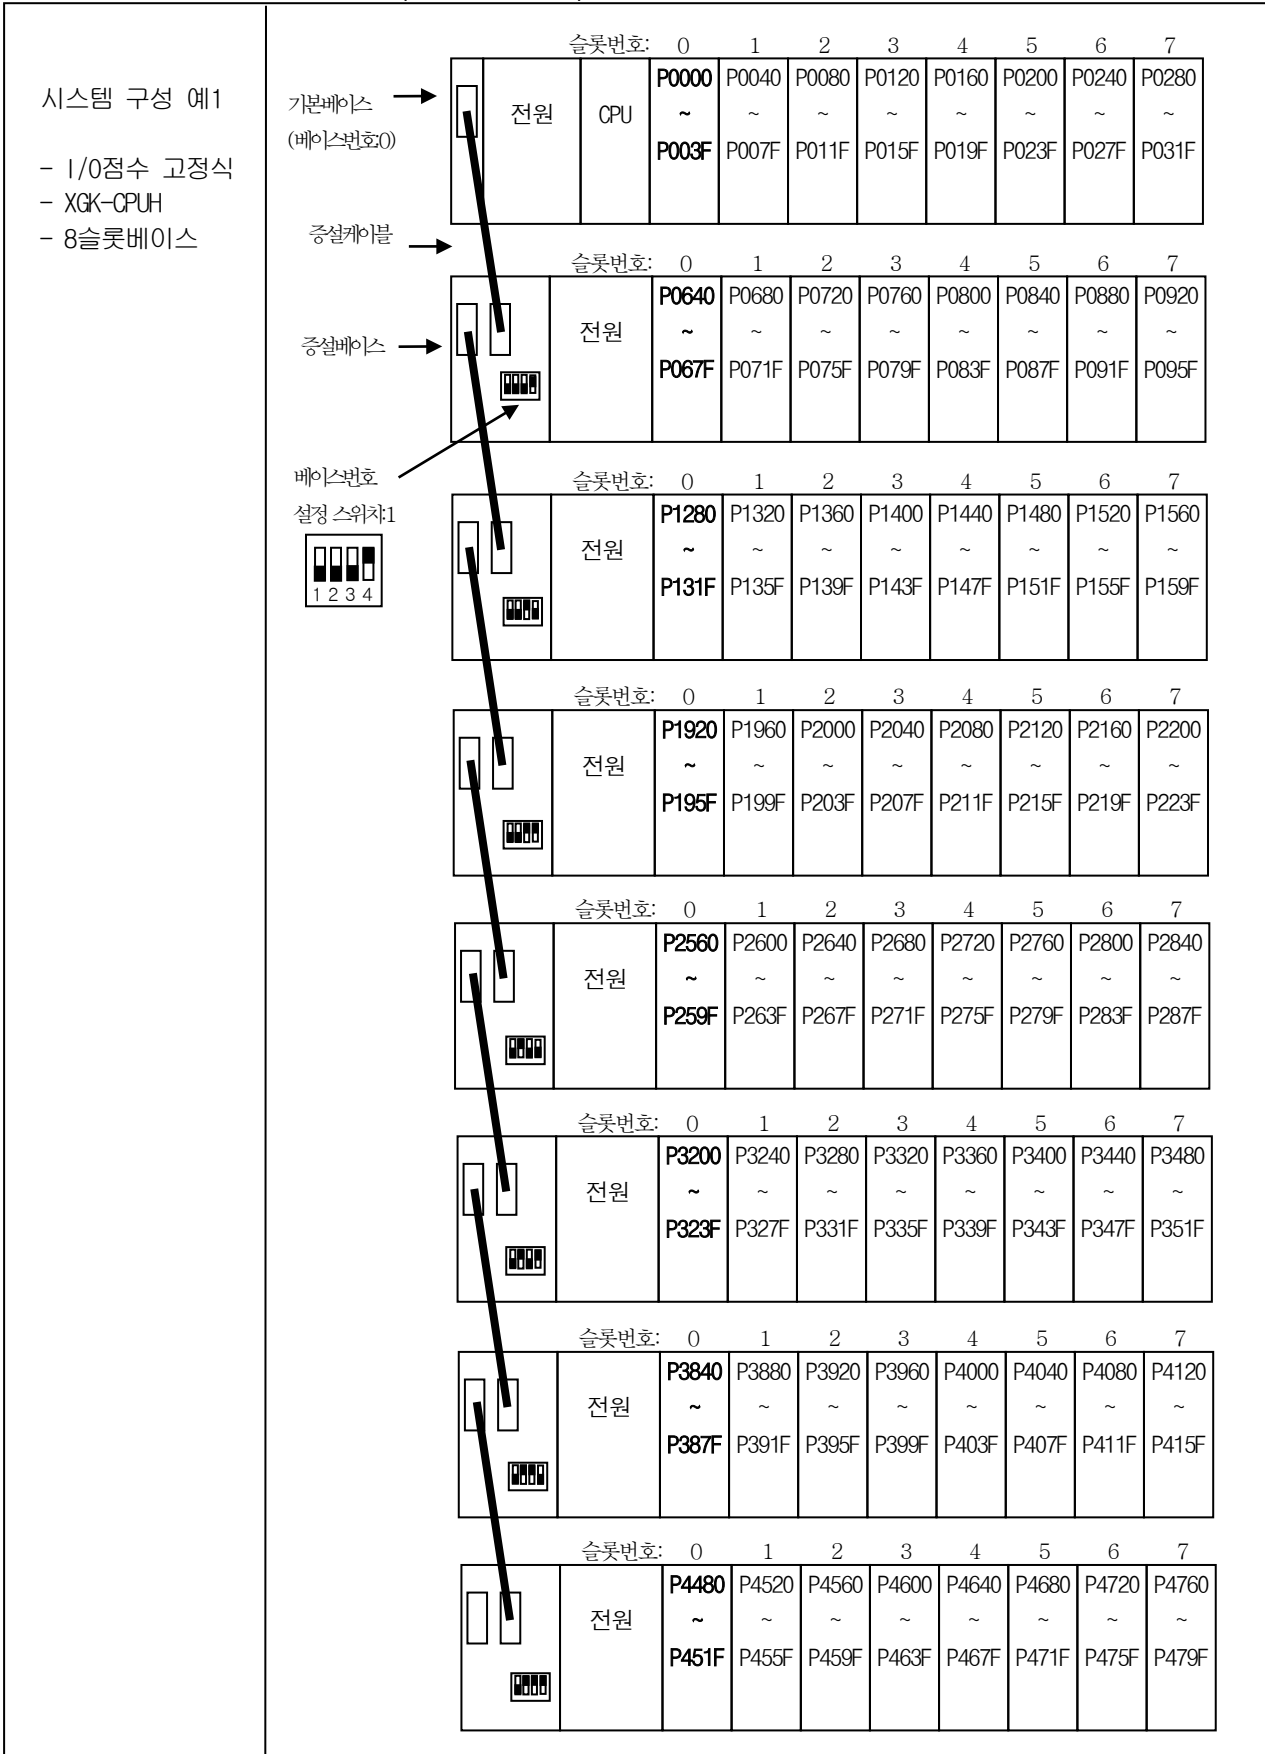 시스템 구성 예1
- I/O점수 고정식
- XGK-CPUH
- 8슬롯베이스
기본베이스
(베이스번호:0)
증설케이블
증설베이스
베이스번호
설정 스위치:1
1 2 3 4
슬롯번호: 0 1 2 3 4 5 6 7
P0000 P0040 P0080 P0120 P0160 P0200 P0240 P0280
전원 CPU ~ ~ ~ ~ ~ ~ ~ ~
P003F P007F P011F P015F P019F P023F P027F P031F
슬롯번호: 0 1 2 3 4 5 6 7
P0640 P0680 P0720 P0760 P0800 P0840 P0880 P0920
전원 ~ ~ ~ ~ ~ ~ ~ ~
P067F P071F P075F P079F P083F P087F P091F P095F
슬롯번호: 0 1 2 3 4 5 6 7
P1280 P1320 P1360 P1400 P1440 P1480 P1520 P1560
전원 ~ ~ ~ ~ ~ ~ ~ ~
P131F P135F P139F P143F P147F P151F P155F P159F
슬롯번호: 0 1 2 3 4 5 6 7
P1920 P1960 P2000 P2040 P2080 P2120 P2160 P2200
전원 ~ ~ ~ ~ ~ ~ ~ ~
P195F P199F P203F P207F P211F P215F P219F P223F
슬롯번호: 0 1 2 3 4 5 6 7
P2560 P2600 P2640 P2680 P2720 P2760 P2800 P2840
전원 ~ ~ ~ ~ ~ ~ ~ ~
P259F P263F P267F P271F P275F P279F P283F P287F
슬롯번호: 0 1 2 3 4 5 6 7
P3200 P3240 P3280 P3320 P3360 P3400 P3440 P3480
전원 ~ ~ ~ ~ ~ ~ ~ ~
P323F P327F P331F P335F P339F P343F P347F P351F
슬롯번호: 0 1 2 3 4 5 6 7
P3840 P3880 P3920 P3960 P4000 P4040 P4080 P4120
전원 ~ ~ ~ ~ ~ ~ ~ ~
P387F P391F P395F P399F P403F P407F P411F P415F
슬롯번호: 0 1 2 3 4 5 6 7
P4480 P4520 P4560 P4600 P4640 P4680 P4720 P4760
전원 ~ ~ ~ ~ ~ ~ ~ ~
P451F P455F P459F P463F P467F P471F P475F P479F